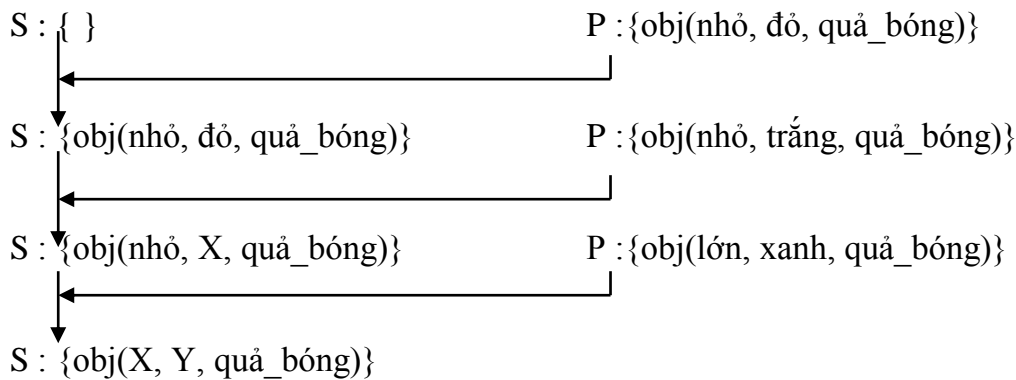 S : { } P :{obj(nhỏ, đỏ, quả_bóng)}
S : {obj(nhỏ, đỏ, quả_bóng)} P :{obj(nhỏ, trắng, quả_bóng)}
S : {obj(nhỏ, X, quả_bóng)} P :{obj(lớn, xanh, quả_bóng)}
S : {obj(X, Y, quả_bóng)}